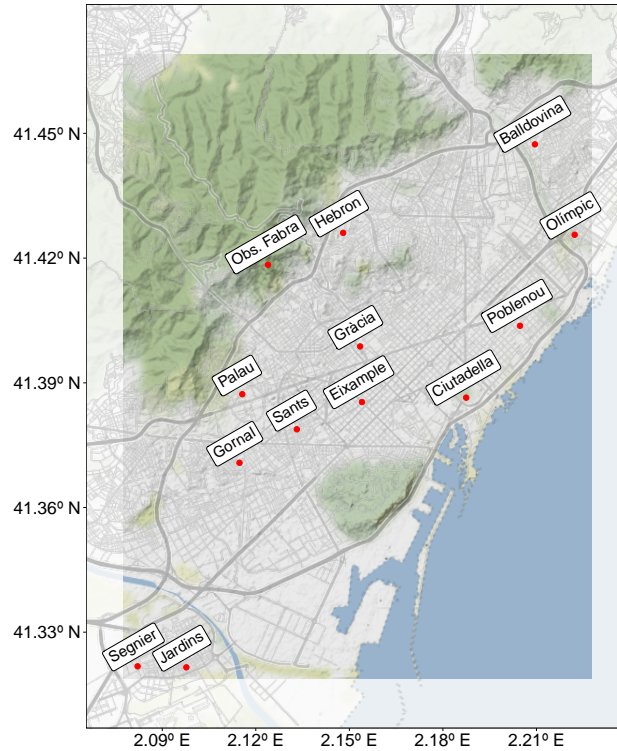 41.45º N
41.42º N
41.39º N
41.36º N
41.33º N
Balldovina
Olímpic
Hebron
Obs. Fabra
Poblenou
Gràcia
Eixample
Ciutadella
Palau
Sants
Gornal
Segnier
Jardins
2.09º E
2.12º E
2.15º E
2.18º E
2.21º E